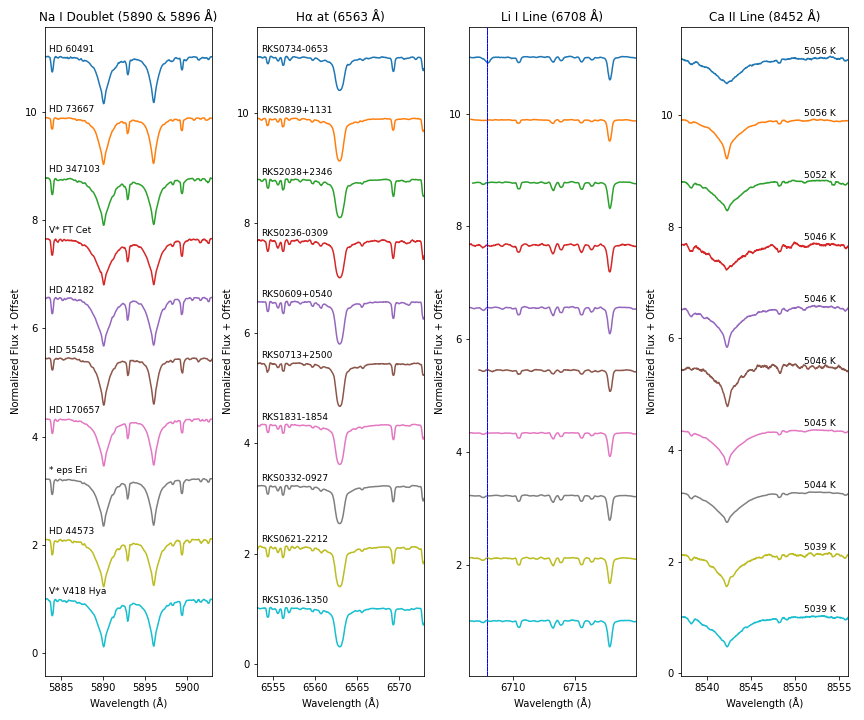 Na I Doublet (5890 & 5896 Å)
Hα at (6563) Å
Li I Line (6708 Å)
Ca II Line (8452 Å)
HD 60491
RKS0734-0653
5056 K
HD 73667
RKS0839+1131
5056 K
HD 347103
RKS2038+2346
5052 K
V* FT Cet
RKS0236-0309
5046 K
HD 42182
RKS0609+0540
5046 K
HD 55458
RKS0713+2500
5046 K
HD 170657
RKS1831-1854
5045 K
* eps Eri
RKS0332-0927
5044 K
HD 44573
RKS0621-2212
5039 K
V* V418 Hya
RKS1036-1350
5039 K
Normalized Flux + Offset
Normalized Flux + Offset
Normalized Flux + Offset
Normalized Flux + Offset
10
8
6
4
2
0
10
8
6
4
2
0
10
8
6
4
2
10
8
6
4
2
0
5885 5890 5895 5900
6555 6560 6565 6570
6710 6715
8540 8545 8550 8555
Wavelength (Å)
Wavelength (Å)
Wavelength (Å)
Wavelength (Å)